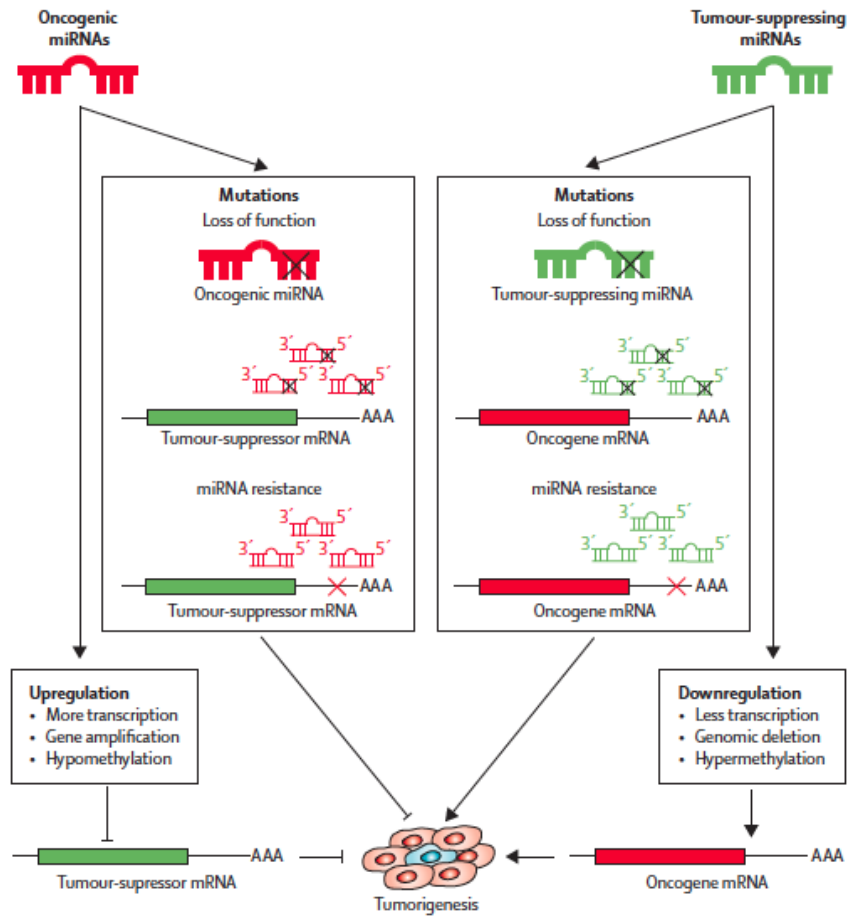 Oncogenic
miRNAs
Tumour-suppressing
miRNAs
Mutations
Loss of function
Oncogenic miRNA
3´ 5´
3´ 5´ 3´ 5´
AAA
Tumour-suppressor mRNA
miRNA resistance
3´ 5´
3´ 5´ 3´ 5´
AAA
Tumour-suppressor mRNA
Mutations
Loss of function
Tumour-suppressing miRNA
3´ 5´
3´ 5´ 3´ 5´
AAA
Oncogene mRNA
miRNA resistance
3´ 5´
3´ 5´ 3´ 5´
AAA
Oncogene mRNA
Upregulation
• More transcription
• Gene amplification
• Hypomethylation
Downregulation
• Less transcription
• Genomic deletion
• Hypermethylation
AAA
Tumour-supressor mRNA
Tumorigenesis
AAA
Oncogene mRNA